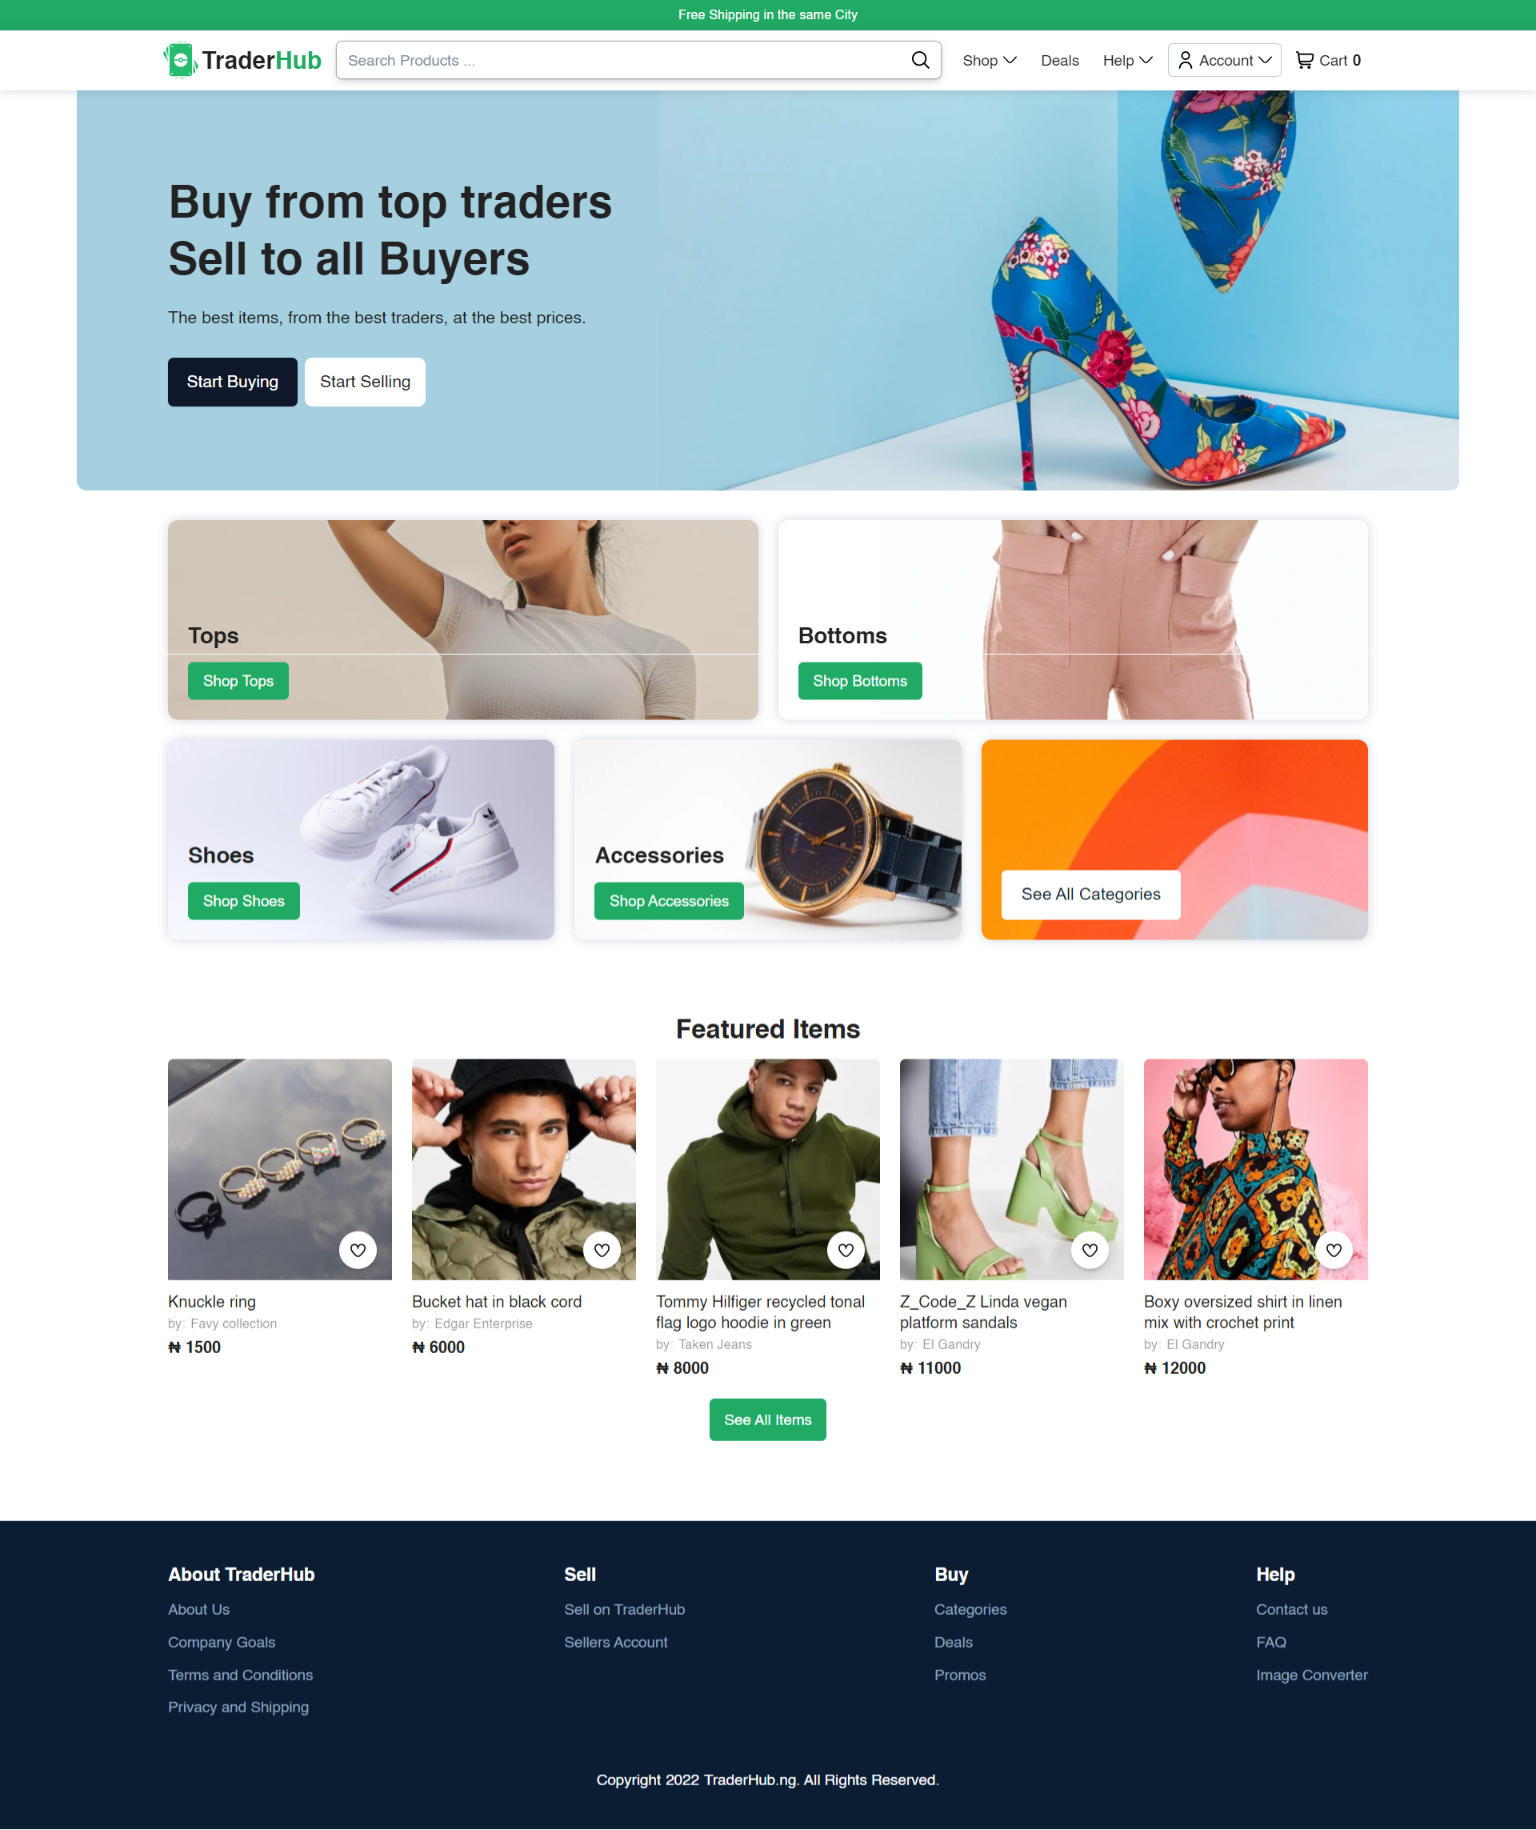 Free Shipping in the same City
TraderHub
Search Products ...
Shop
Deals
Help
Account
Cart 0
Buy from top traders
Sell to all Buyers
The best items, from the best traders, at the best prices.
Start Buying
Start Selling
Tops
Shop Tops
Bottoms
Shop Bottoms
Shoes
Shop Shoes
Accessories
Shop Accessories
See All Categories
Featured Items
Knuckle ring
by: Favy collection
₦ 1500
Bucket hat in black cord
by: Edgar Enterprise
₦ 6000
Tommy Hilfiger recycled tonal
flag logo hoodie in green
by: Taken Jeans
₦ 8000
Z_Code_Z Linda vegan
platform sandals
by: El Gandry
₦ 11000
Boxy oversized shirt in linen
mix with crochet print
by: El Gandry
₦ 12000
See All Items
About TraderHub
About Us
Company Goals
Terms and Conditions
Privacy and Shipping
Sell
Sell on TraderHub
Sellers Account
Buy
Categories
Deals
Promos
Help
Contact us
FAQ
Image Converter
Copyright 2022 TraderHub.ng. All Rights Reserved.